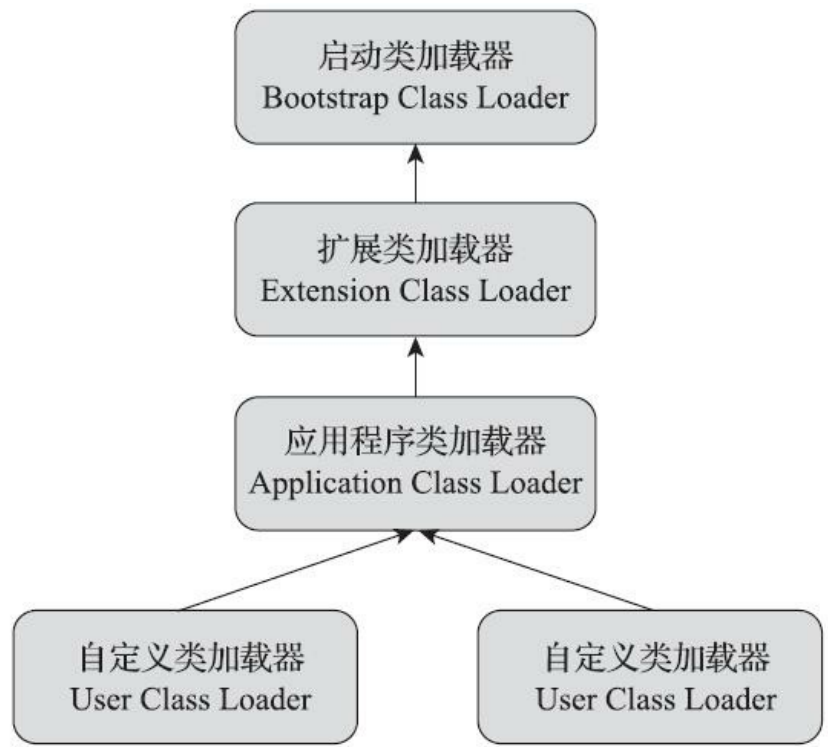 启动类加载器
Bootstrap Class Loader
扩展类加载器
Extension Class Loader
应用程序类加载器
Application Class Loader
自定义类加载器
User Class Loader
自定义类加载器
User Class Loader